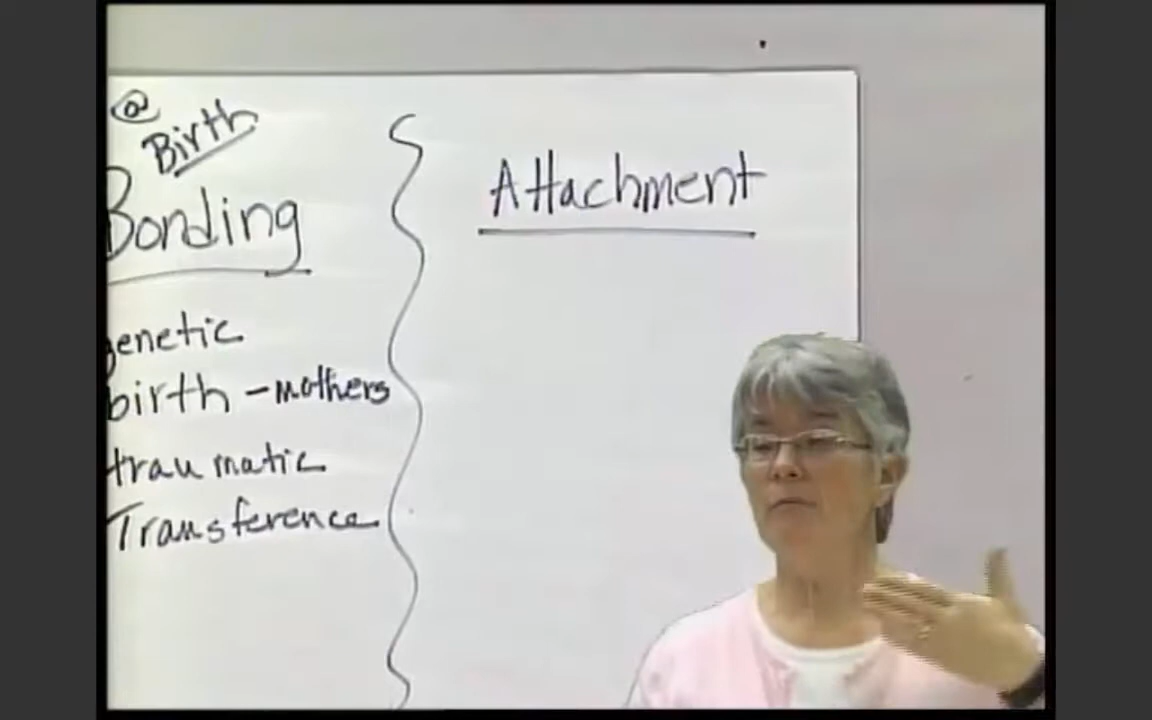 @
Birth
Bonding
genetic
birth - mothers
traumatic
Transference
Attachment